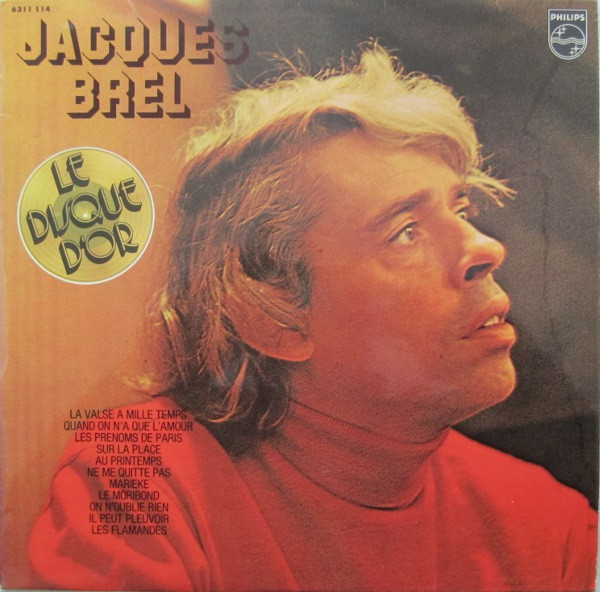 6311 114
JACQUES
BREL
PHILIPS
LE
DISQUE
D'OR
LA VALSE A MILLE TEMPS
QUAND ON N'A QUE L'AMOUR
LES PRENOMS DE PARIS
SUR LA PLACE
AU PRINTEMPS
NE ME QUITTE PAS
MARIEKE
LE MORIBOND
ON N'OUBLIE RIEN
IL PEUT PLEUVOIR
LES FLAMANDES